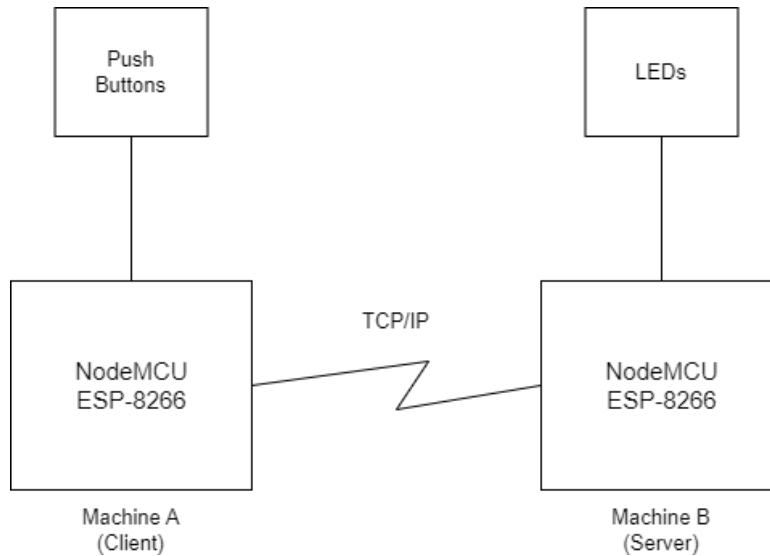 Push
Buttons
LEDs
TCP/IP
NodeMCU
ESP-8266
NodeMCU
ESP-8266
Machine A
(Client)
Machine B
(Server)